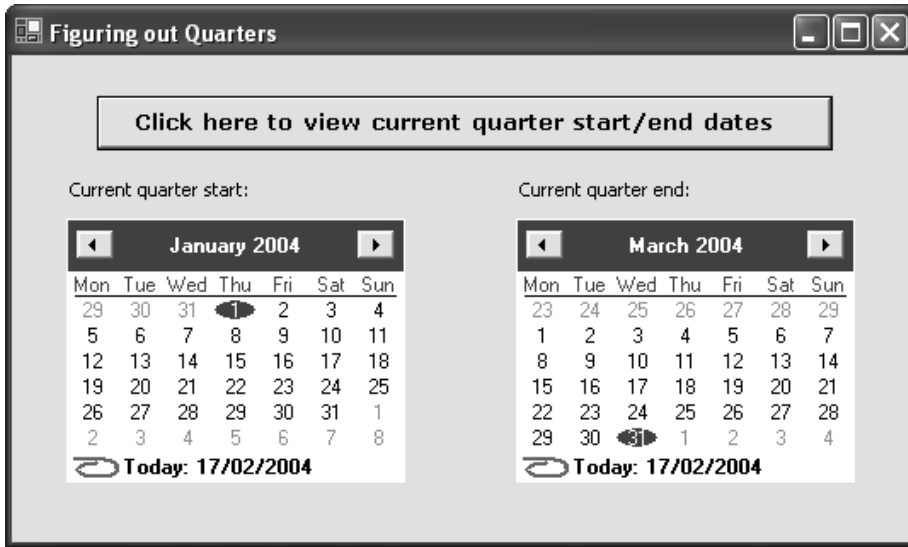 Figuring out Quarters
Click here to view current quarter start/end dates
Current quarter start:
January 2004
Mon Tue Wed Thu Fri Sat Sun
29 30 31 1 2 3 4
5 6 7 8 9 10 11
12 13 14 15 16 17 18
19 20 21 22 23 24 25
26 27 28 29 30 31 1
2 3 4 5 6 7 8
Today: 17/02/2004
Current quarter end:
March 2004
Mon Tue Wed Thu Fri Sat Sun
23 24 25 26 27 28 29
1 2 3 4 5 6 7
8 9 10 11 12 13 14
15 16 17 18 19 20 21
22 23 24 25 26 27 28
29 30 31 1 2 3 4
Today: 17/02/2004